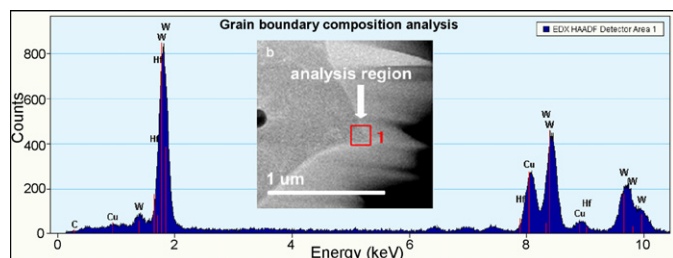 Grain boundary composition analysis
EDX HAADF Detector Area 1
Counts
800
600
400
200
0
C
Cu
W
Hf
Hf
W
W
b
analysis region
1
1 um
Hf
Cu
W
W
Cu
Hf
W
W
W
0
2
4
6
8
10
Energy (keV)